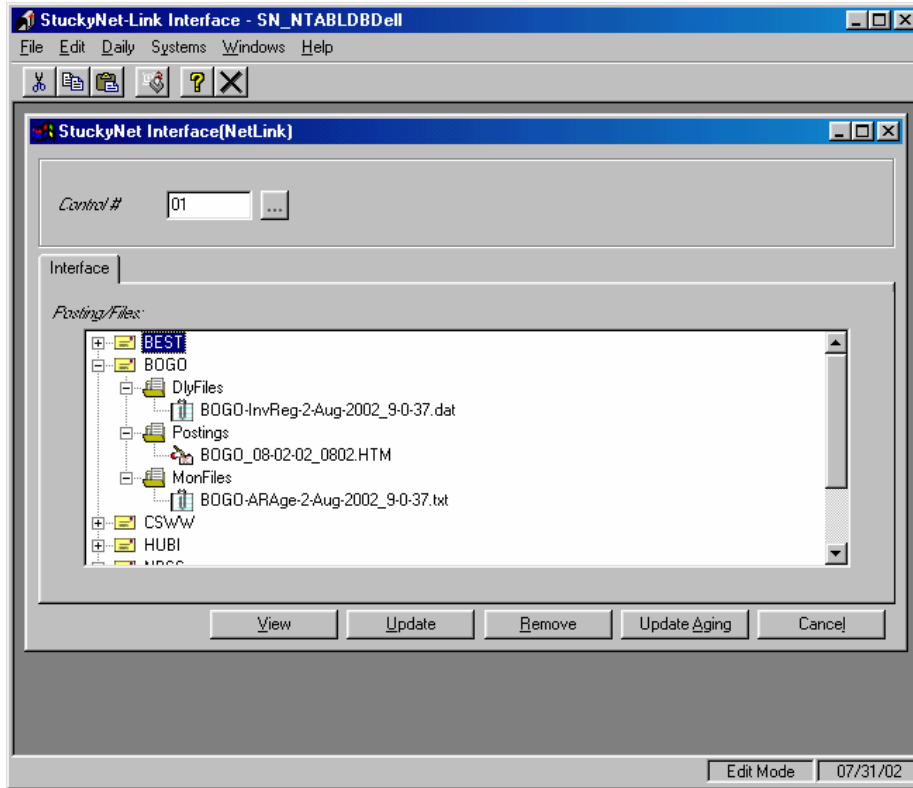 StuckyNet-Link Interface - SN_NTABLDBDell
File Edit Daily Systems Windows Help
StuckyNet Interface(NetLink)
Control # 01 ...
Interface
Posting/Files:
BEST
BOGO
DlyFiles
BOGO-InvReg-2-Aug-2002_9-0-37.dat
Postings
BOGO_08-02-02_0802.HTM
MonFiles
BOGO-ARAge-2-Aug-2002_9-0-37.txt
CSWW
HUBI
View Update Remove Update Aging Cancel
Edit Mode 07/31/02